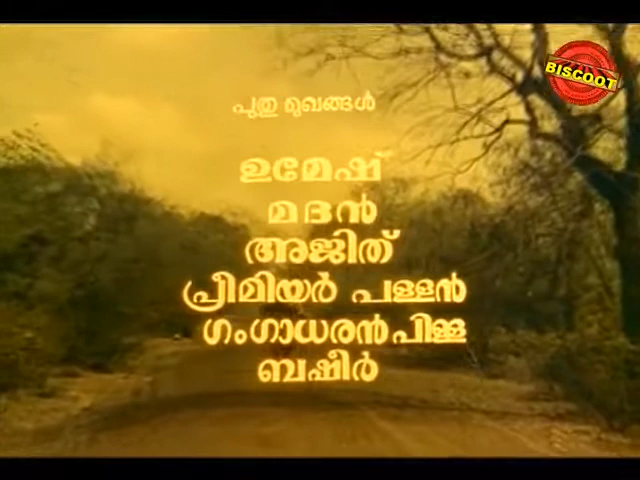 BISCOOT
പുതു മുഖങ്ങൾ
ഉമേഷ്
മദൻ
അജിത്
പ്രീമിയർ പള്ളൻ
ഗംഗാധരൻ പിള്ള
ബഷീർ